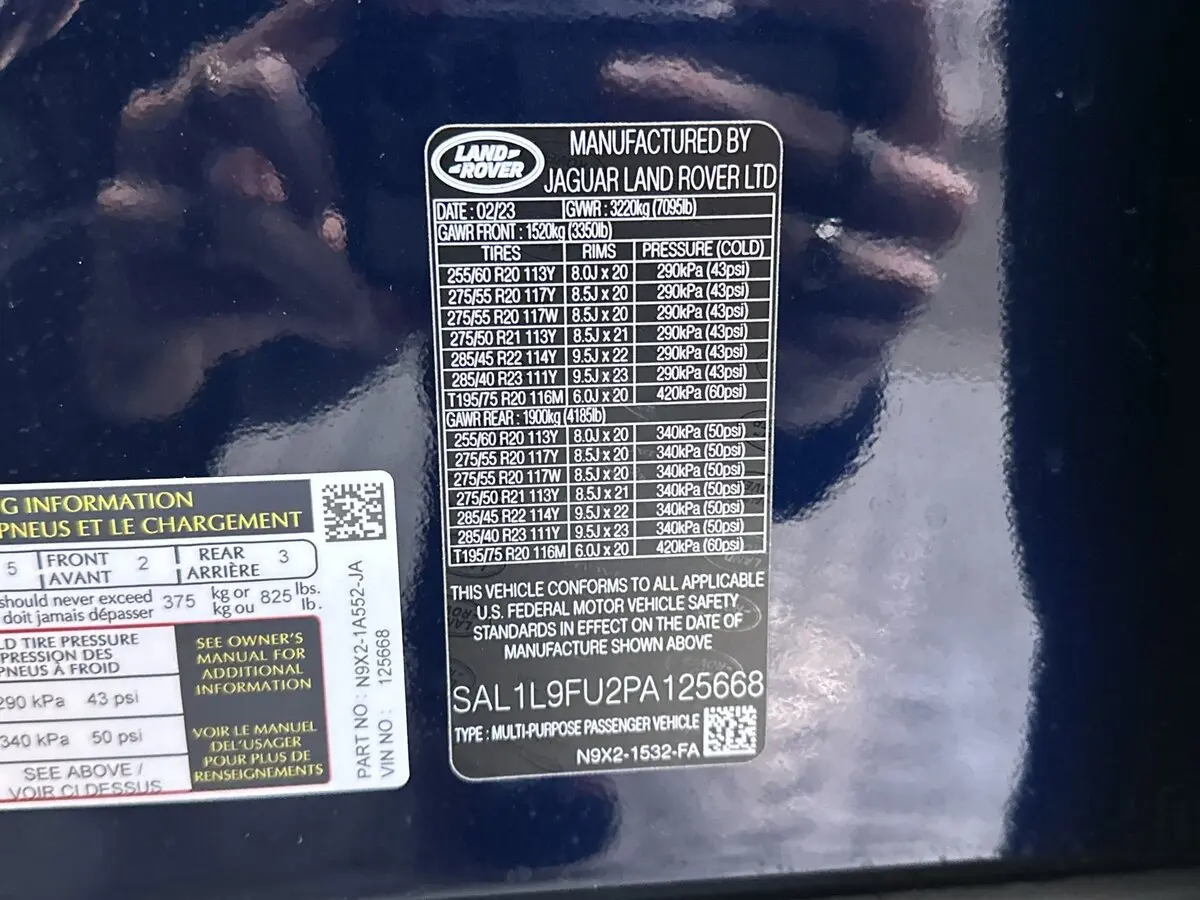 LAND-
-ROVER
MANUFACTURED BY
JAGUAR LAND ROVER LTD
DATE : 02/23 GVWR : 3220kg (7095lb)
GAWR FRONT : 1520kg (3350lb)
TIRES RIMS PRESSURE (COLD)
255/60 R20 113Y 8.0J x 20 290kPa (43psi)
275/55 R20 117Y 8.5J x 20 290kPa (43psi)
275/55 R20 117W 8.5J x 20 290kPa (43psi)
275/50 R21 113Y 8.5J x 21 290kPa (43psi)
285/45 R22 114Y 9.5J x 22 290kPa (43psi)
285/40 R23 111Y 9.5J x 23 290kPa (43psi)
T195/75 R20 116M 6.0J x 20 420kPa (60psi)
GAWR REAR : 1900kg (4185lb)
255/60 R20 113Y 8.0J x 20 340kPa (50psi)
275/55 R20 117Y 8.5J x 20 340kPa (50psi)
275/55 R20 117W 8.5J x 20 340kPa (50psi)
275/50 R21 113Y 8.5J x 21 340kPa (50psi)
285/45 R22 114Y 9.5J x 22 340kPa (50psi)
285/40 R23 111Y 9.5J x 23 340kPa (50psi)
T195/75 R20 116M 6.0J x 20 420kPa (60psi)
THIS VEHICLE CONFORMS TO ALL APPLICABLE
U.S. FEDERAL MOTOR VEHICLE SAFETY
STANDARDS IN EFFECT ON THE DATE OF
MANUFACTURE SHOWN ABOVE
SAL1L9FU2PA125668
TYPE : MULTI-PURPOSE PASSENGER VEHICLE
N9X2-1532-FA
G INFORMATION
PNEUS ET LE CHARGEMENT
5 FRONT 2 REAR 3
AVANT ARRIÈRE
should never exceed 375 kg or 825 lbs.
doit jamais dépasser kg ou lb.
LD TIRE PRESSURE
PRESSION DES
PNEUS À FROID
290 kPa 43 psi
340 kPa 50 psi
SEE ABOVE /
VOIR CI DESSUS
SEE OWNER'S
MANUAL FOR
ADDITIONAL
INFORMATION
VOIR LE MANUEL
DEL'USAGER
POUR PLUS DE
RENSEIGNEMENTS
PART NO : N9X2-1A552-JA
VIN NO : 125668